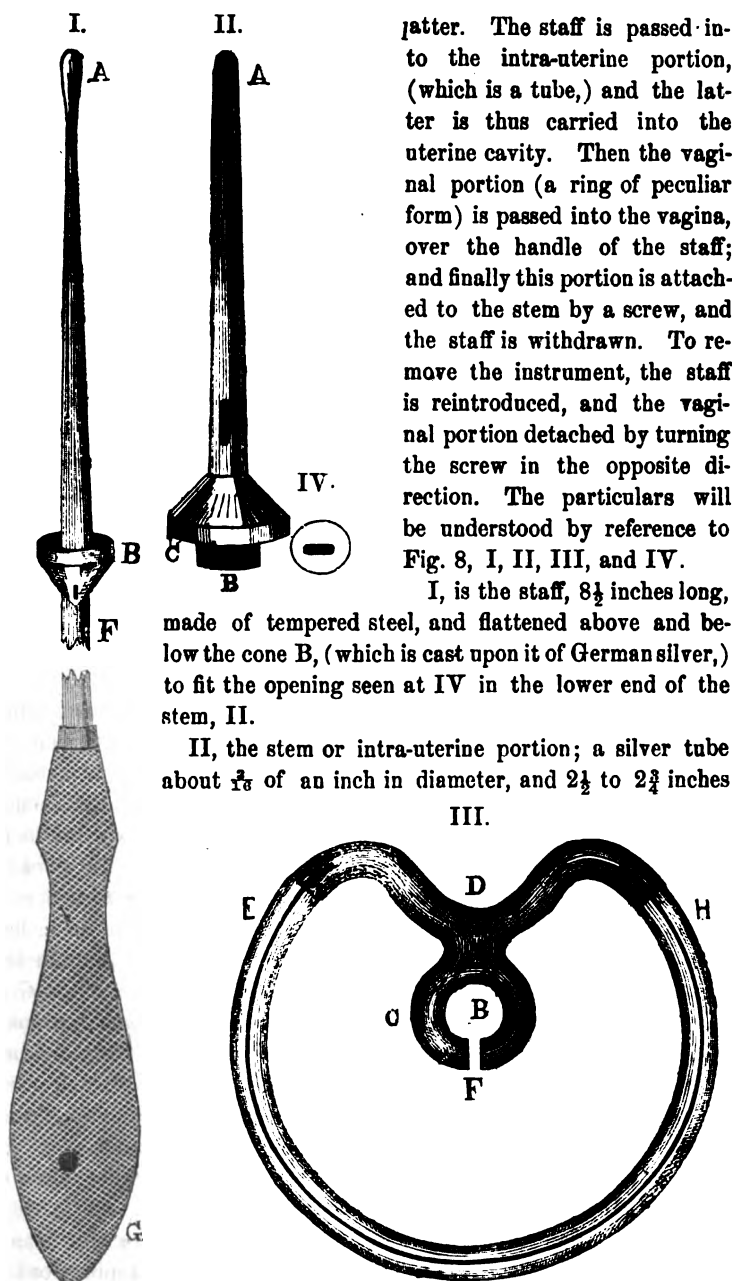 I.
II.
A
A
latter. The staff is passed in-
to the intra-uterine portion,
(which is a tube,) and the lat-
ter is thus carried into the
uterine cavity. Then the vagi-
nal portion (a ring of peculiar
form) is passed into the vagina,
over the handle of the staff;
and finally this portion is attach-
ed to the stem by a screw, and
the staff is withdrawn. To re-
move the instrument, the staff
is reintroduced, and the vagi-
nal portion detached by turning
the screw in the opposite di-
rection. The particulars will
be understood by reference to
Fig. 8, I, II, III, and IV.
IV.
B
C
B
F
I, is the staff, 8½ inches long,
made of tempered steel, and flattened above and be-
low the cone B, (which is cast upon it of German silver,)
to fit the opening seen at IV in the lower end of the
stem, II.
II, the stem or intra-uterine portion; a silver tube
about 2/16 of an inch in diameter, and 2½ to 2¾ inches
III.
D
E
H
C
B
F
G